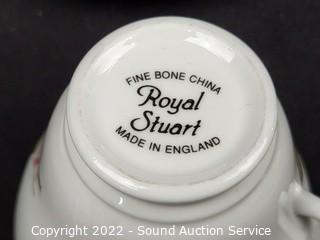 FINE BONE CHINA
Royal
Stuart
MADE IN ENGLAND
Copyright 2022 - Sound Auction Service